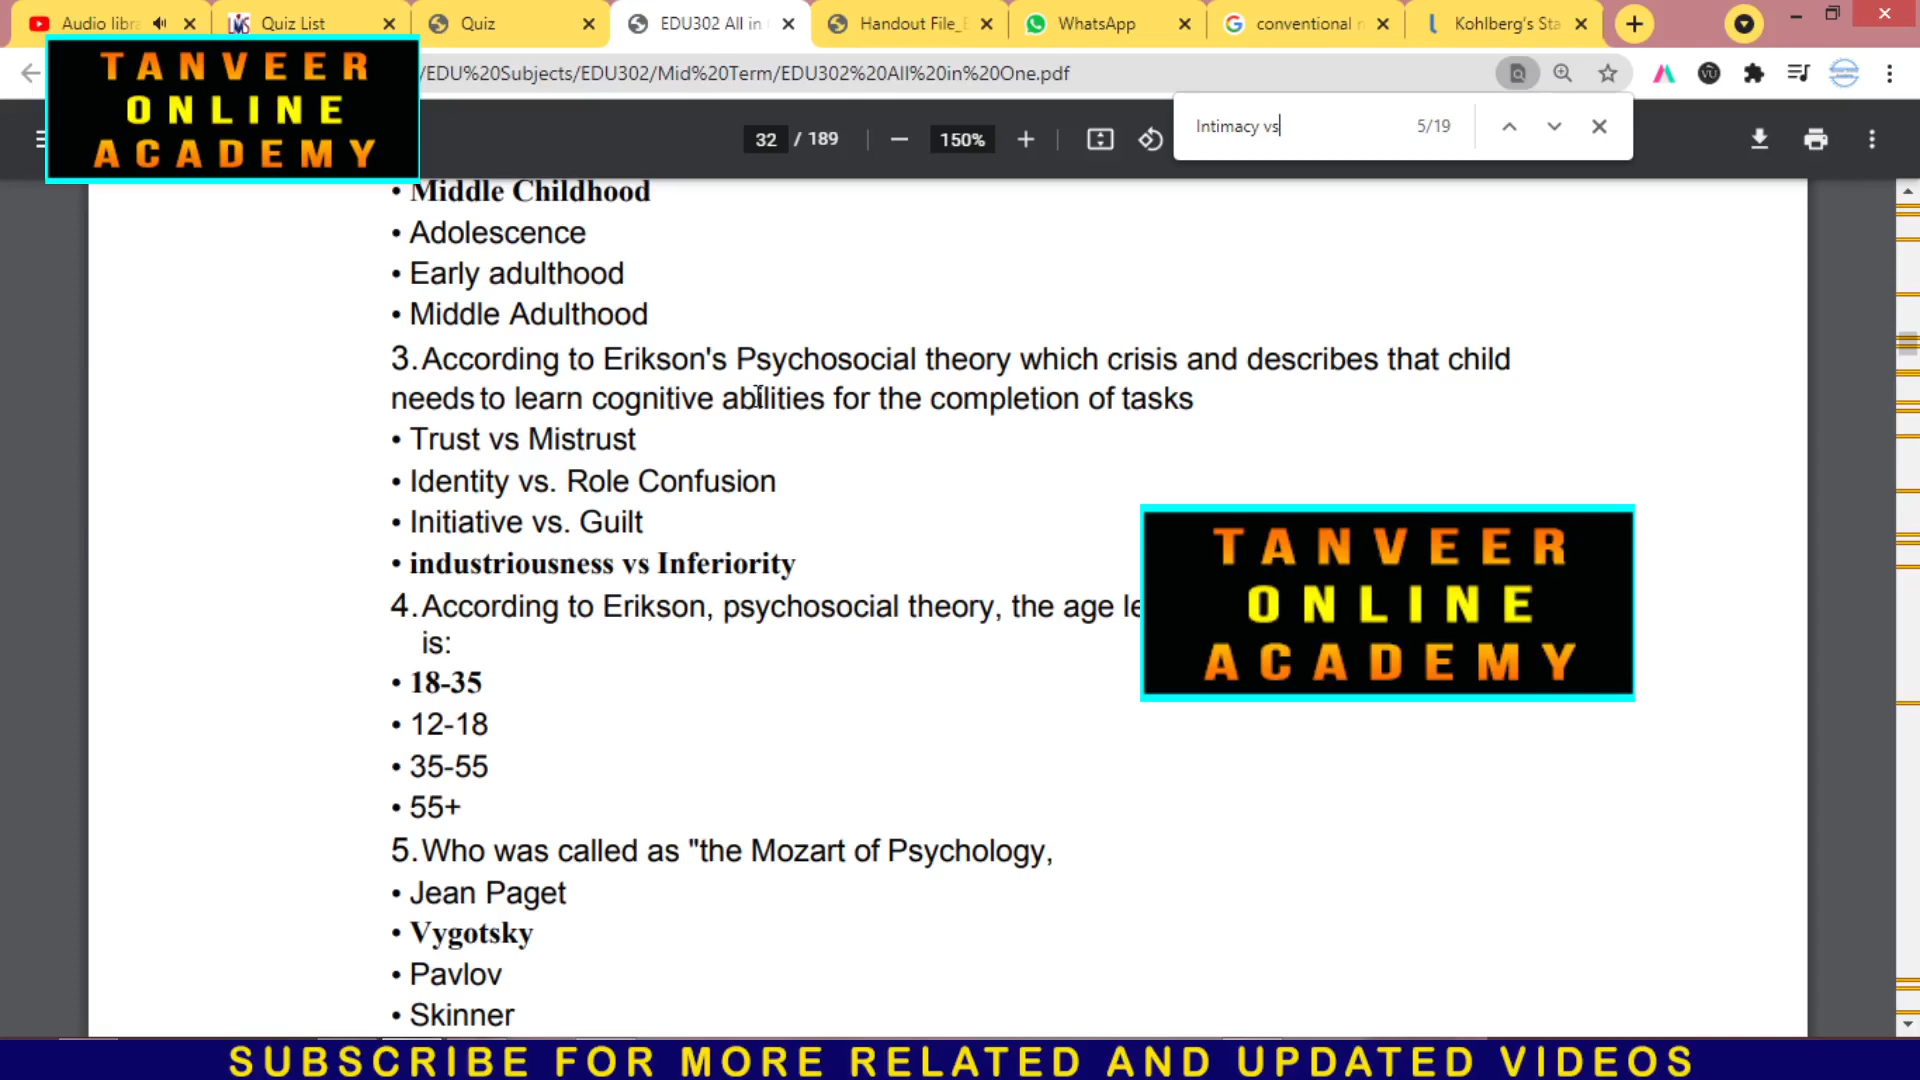 Audio libra
Quiz List
Quiz
EDU302 All in
Handout File_E
WhatsApp
conventional n
Kohlberg's Sta
/EDU%20Subjects/EDU302/Mid%20Term/EDU302%20All%20in%20One.pdf
TANVEER
ONLINE
ACADEMY
32 / 189
150%
Intimacy vs
5/19
• Middle Childhood
• Adolescence
• Early adulthood
• Middle Adulthood
3. According to Erikson's Psychosocial theory which crisis and describes that child
needs to learn cognitive abilities for the completion of tasks
• Trust vs Mistrust
• Identity vs. Role Confusion
• Initiative vs. Guilt
• industriousness vs Inferiority
4. According to Erikson, psychosocial theory, the age le
is:
• 18-35
• 12-18
• 35-55
• 55+
5. Who was called as "the Mozart of Psychology,
• Jean Paget
• Vygotsky
• Pavlov
• Skinner
TANVEER
ONLINE
ACADEMY
SUBSCRIBE FOR MORE RELATED AND UPDATED VIDEOS